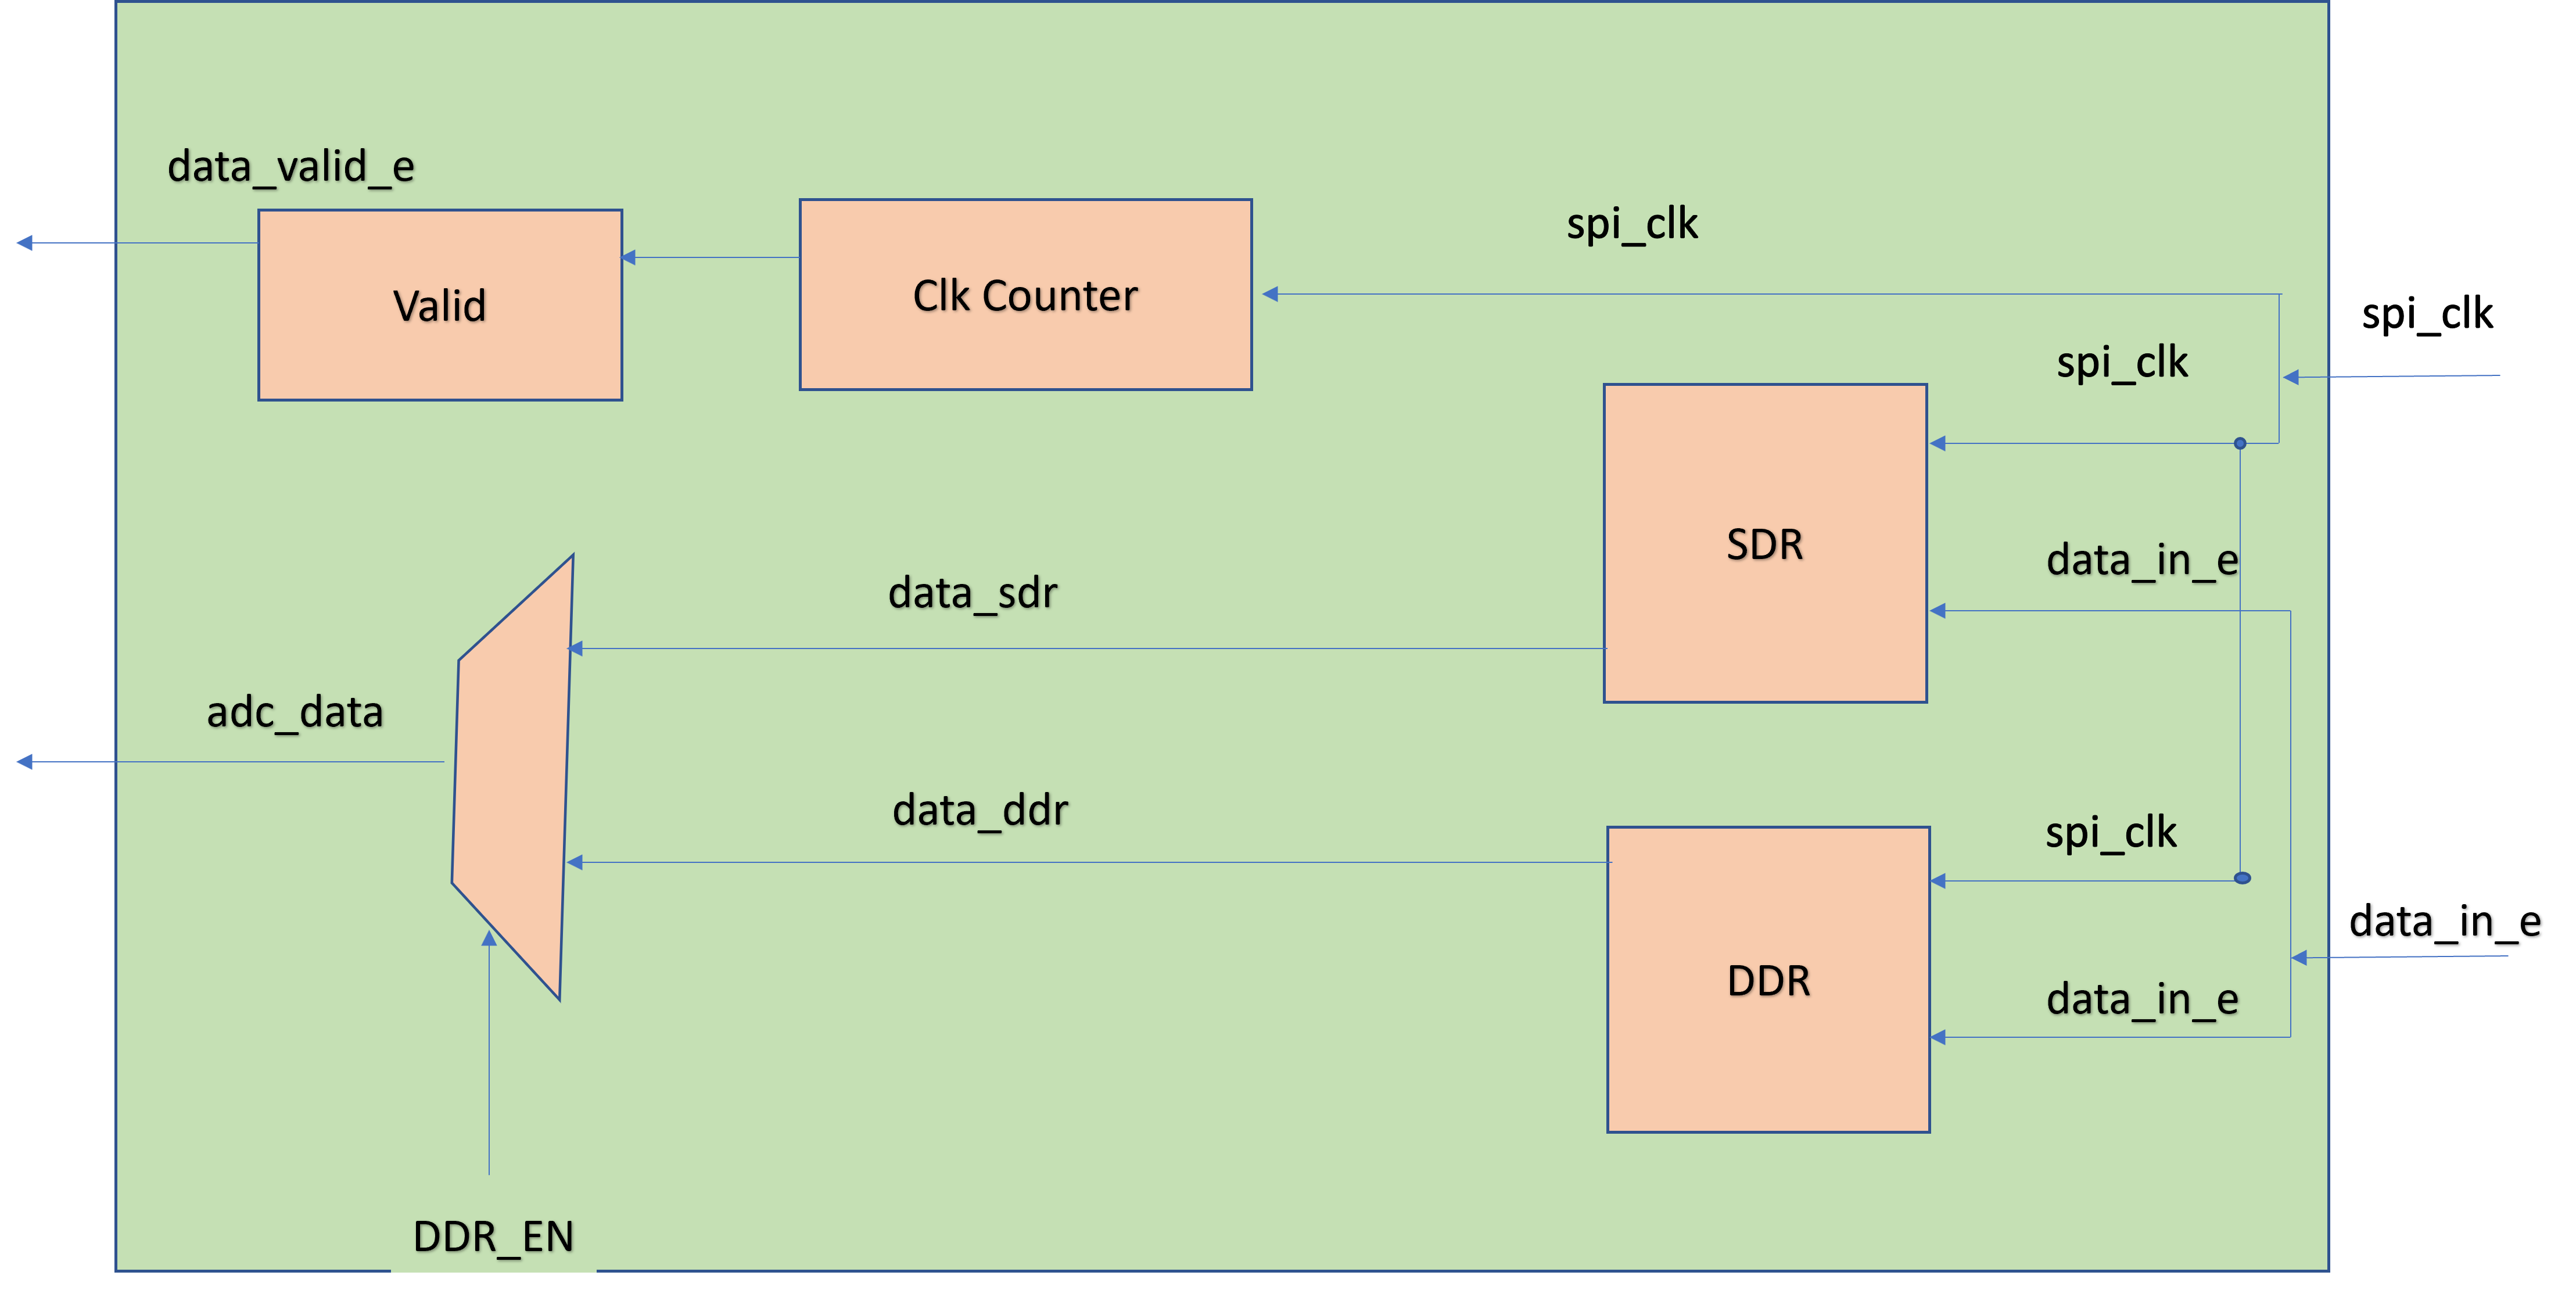 data_valid_e
Valid
Clk Counter
spi_clk
spi_clk
spi_clk
SDR
data_in_e
data_sdr
adc_data
data_ddr
spi_clk
data_in_e
DDR
data_in_e
DDR_EN